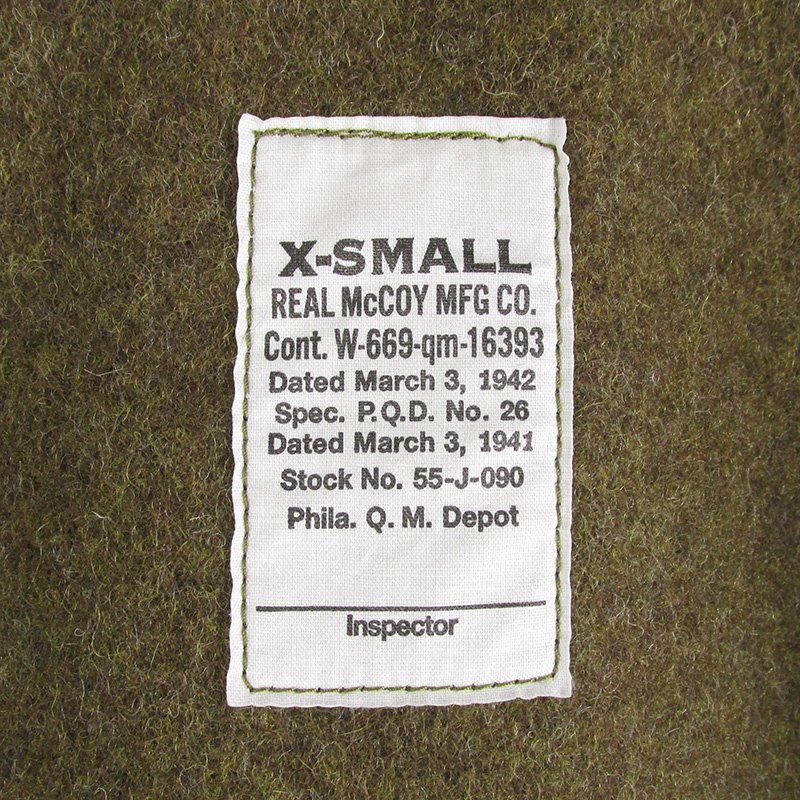 X-SMALL
REAL McCOY MFG CO.
Cont. W-669-qm-16393
Dated March 3, 1942
Spec. P.Q.D. No. 26
Dated March 3, 1941
Stock No. 55-J-090
Phila. Q. M. Depot
Inspector